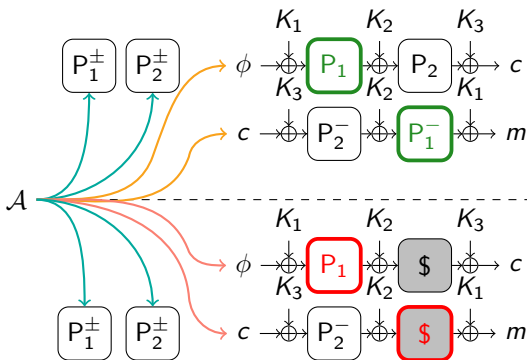 K₁ K₂ K₃
P₁± P₂± ϕ P₁ P₂ c
K₃ K₂ K₁
c P₂⁻ P₁⁻ m
𝒜
K₁ K₂ K₃
ϕ P₁ $ c
K₃ K₂ K₁
P₁± P₂± c P₂⁻ $ m